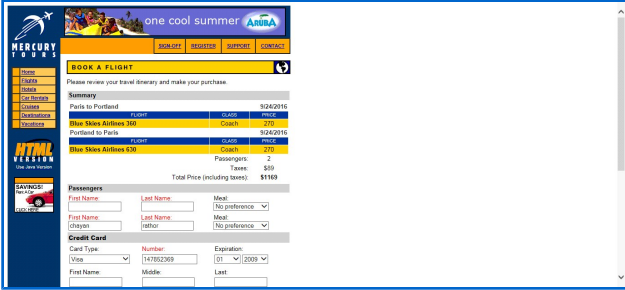 one cool summer ARUBA
MERCURY TOURS
SIGN-OFF REGISTER SUPPORT CONTACT
Home
Flights
Hotels
Car Rentals
Cruises
Destinations
Vacations
HTML VERSION
Use Java Version
SAVINGS!
Rent A Car
CLICK HERE
BOOK A FLIGHT
Please review your travel itinerary and make your purchase.
Summary
Paris to Portland 9/24/2016
FLIGHT CLASS PRICE
Blue Skies Airlines 360 Coach 270
Portland to Paris 9/24/2016
FLIGHT CLASS PRICE
Blue Skies Airlines 630 Coach 270
Passengers: 2
Taxes: $89
Total Price (including taxes): $1169
Passengers
First Name: Last Name: Meal:
No preference
First Name: Last Name: Meal:
chayan rathor No preference
Credit Card
Card Type: Number: Expiration:
Visa 147852369 01 2009
First Name: Middle: Last: